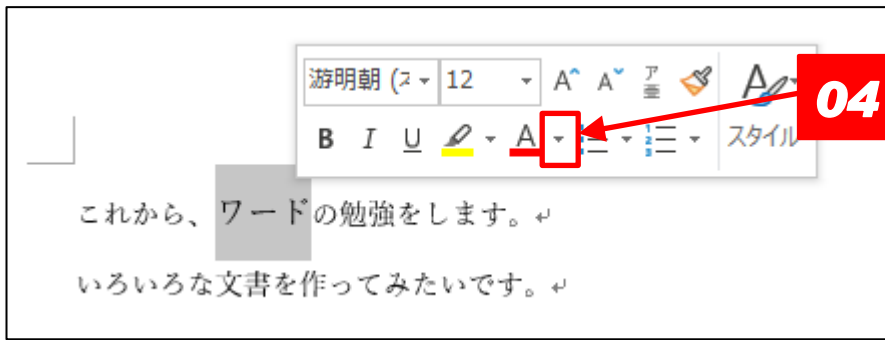 游明朝 (ス 12 A A ア亜
B I U A スタイル
04
これから、ワードの勉強をします。
いろいろな文書を作ってみたいです。